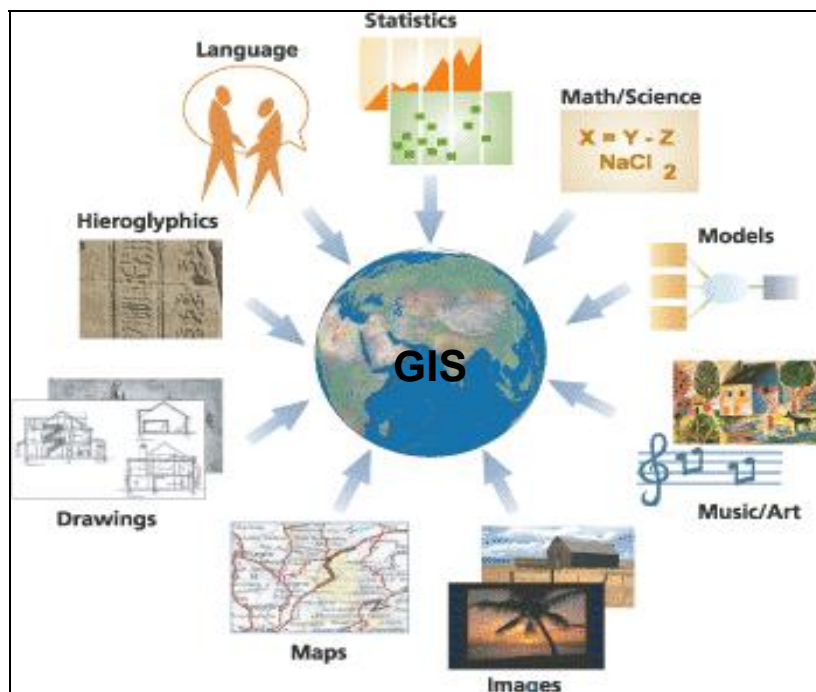 Statistics
Language
Math/Science
X = Y - Z
NaCl 2
Hieroglyphics
Models
GIS
Drawings
Music/Art
Maps
Images